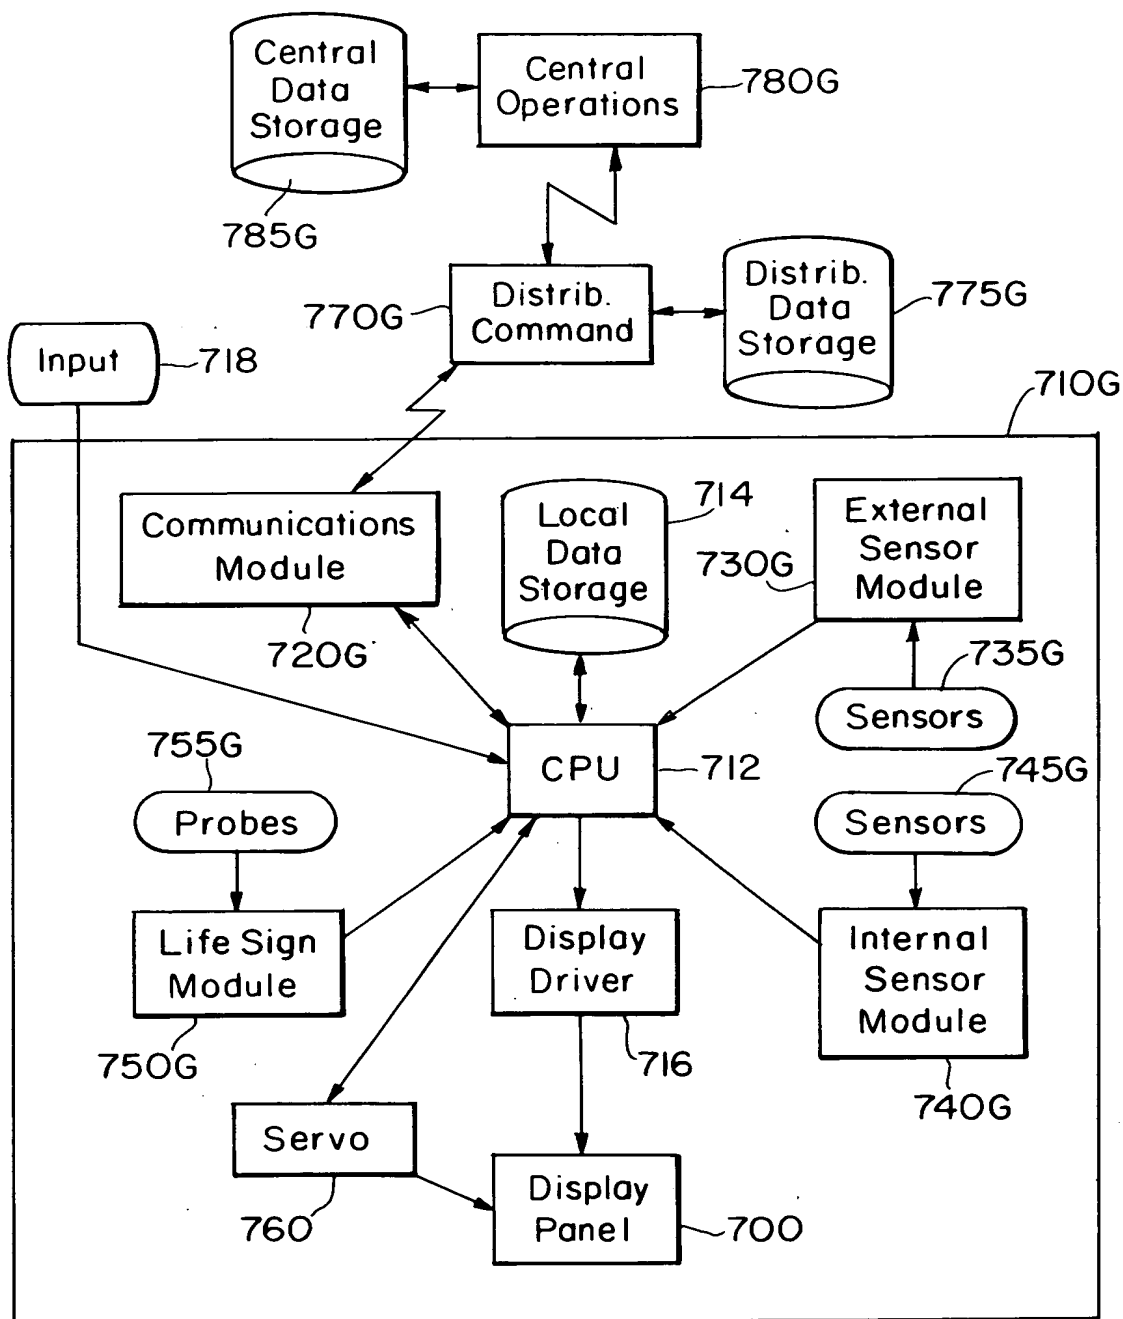 Central
Data
Storage
785G
Central
Operations
780G
770G
Distrib.
Command
Distrib.
Data
Storage
775G
Input
718
710G
Communications
Module
720G
Local
Data
Storage
714
730G
External
Sensor
Module
735G
Sensors
755G
Probes
CPU
712
745G
Sensors
Life Sign
Module
750G
Display
Driver
716
Internal
Sensor
Module
740G
Servo
760
Display
Panel
700